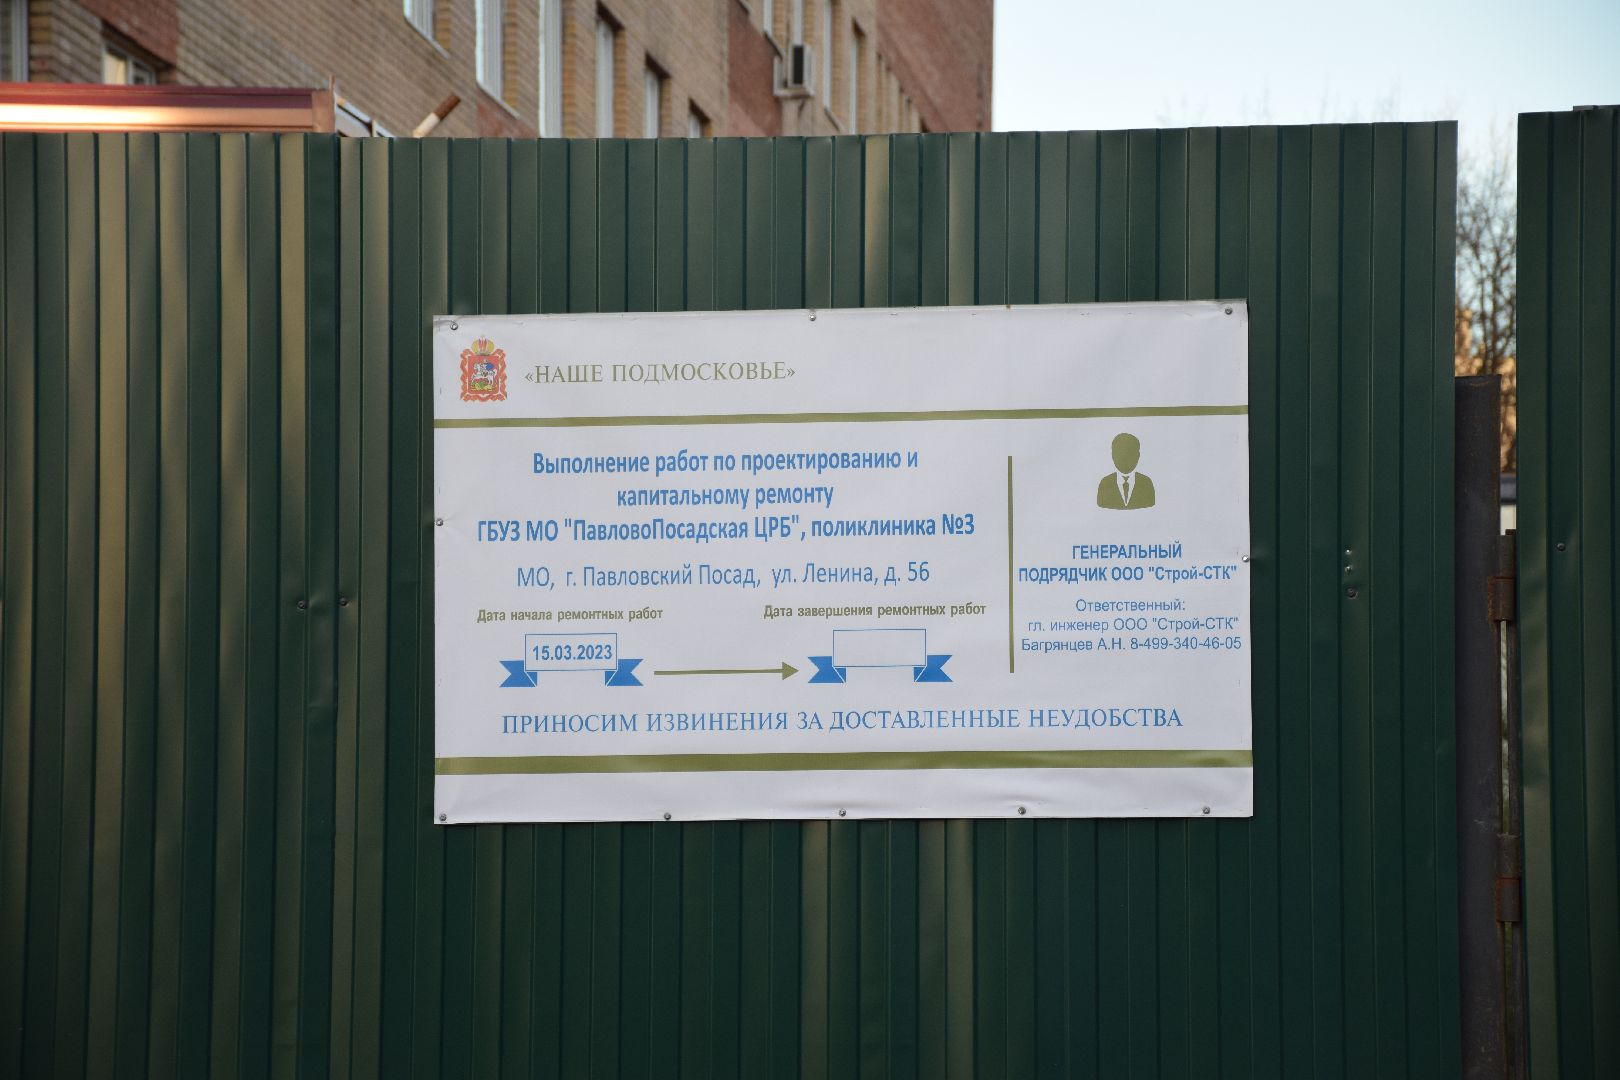 «НАШЕ ПОДМОСКОВЬЕ»
Выполнение работ по проектированию и
капитальному ремонту
ГБУЗ МО "ПавловоПосадская ЦРБ", поликлиника №3
МО, г. Павловский Посад, ул. Ленина, д. 56
Дата начала ремонтных работ
15.03.2023
Дата завершения ремонтных работ
ГЕНЕРАЛЬНЫЙ
ПОДРЯДЧИК ООО "Строй-СТК"
Ответственный:
гл. инженер ООО "Строй-СТК"
Багрянцев А.Н. 8-499-340-46-05
ПРИНОСИМ ИЗВИНЕНИЯ ЗА ДОСТАВЛЕННЫЕ НЕУДОБСТВА